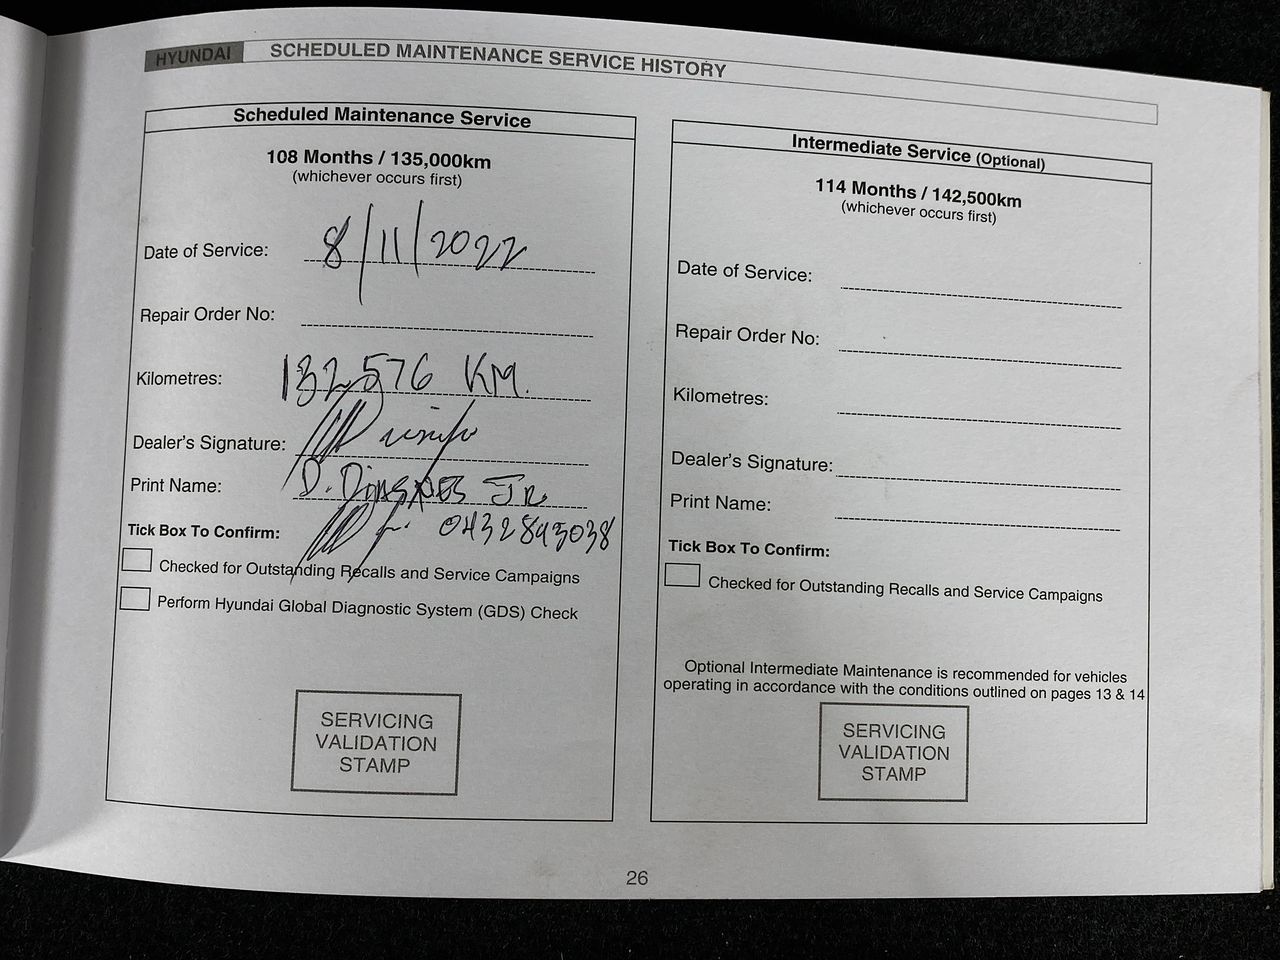 HYUNDAI SCHEDULED MAINTENANCE SERVICE HISTORY
Scheduled Maintenance Service
108 Months / 135,000km
(whichever occurs first)
Date of Service: 8/11/2022
Repair Order No:
Kilometres: 132576 KM.
Dealer's Signature:
Print Name: D. JR
0432893038
Tick Box To Confirm:
Checked for Outstanding Recalls and Service Campaigns
Perform Hyundai Global Diagnostic System (GDS) Check
SERVICING
VALIDATION
STAMP
Intermediate Service (Optional)
114 Months / 142,500km
(whichever occurs first)
Date of Service:
Repair Order No:
Kilometres:
Dealer's Signature:
Print Name:
Tick Box To Confirm:
Checked for Outstanding Recalls and Service Campaigns
Optional Intermediate Maintenance is recommended for vehicles
operating in accordance with the conditions outlined on pages 13 & 14
SERVICING
VALIDATION
STAMP
26